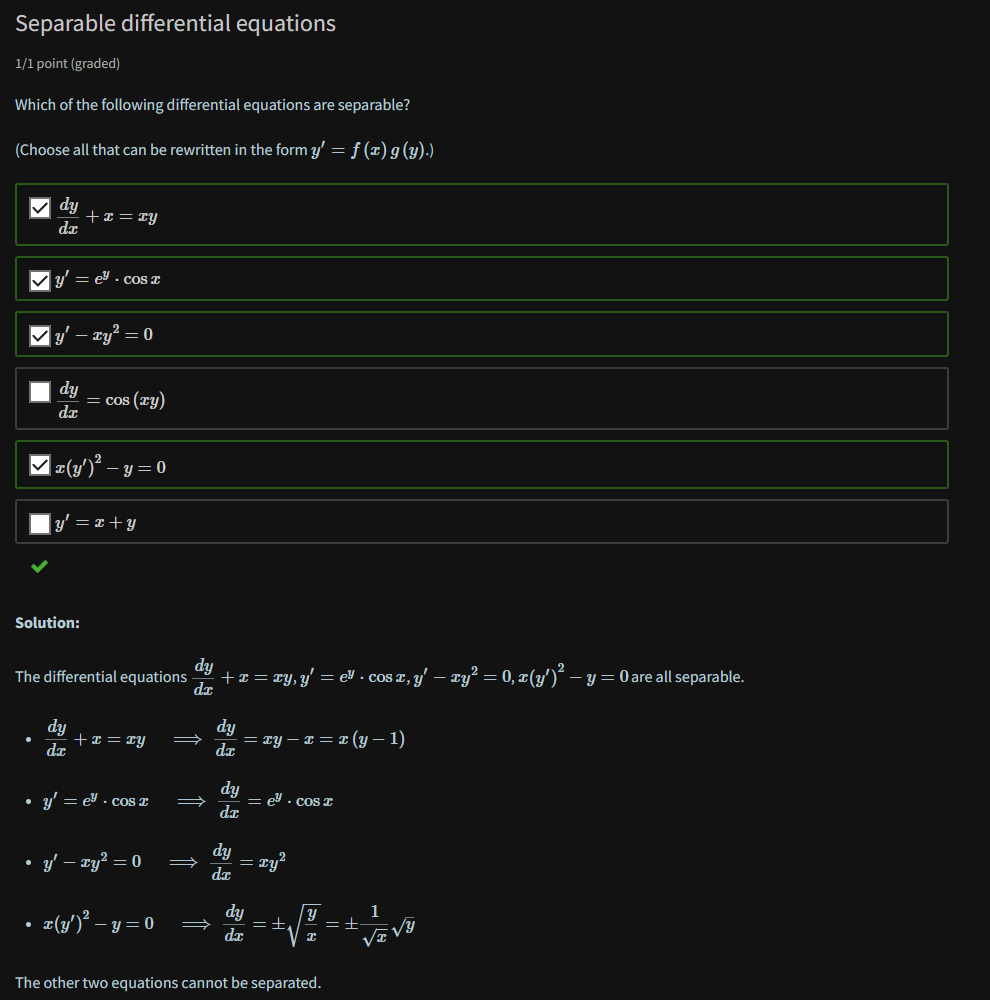 Separable differential equations
1/1 point (graded)
Which of the following differential equations are separable?
(Choose all that can be rewritten in the form y′ = f (x) g (y).)
dy/dx + x = xy
y′ = e^y · cos x
y′ − xy² = 0
dy/dx = cos (xy)
x(y′)² − y = 0
y′ = x + y
Solution:
The differential equations dy/dx + x = xy, y′ = e^y · cos x, y′ − xy² = 0, x(y′)² − y = 0 are all separable.
• dy/dx + x = xy ⟹ dy/dx = xy − x = x (y − 1)
• y′ = e^y · cos x ⟹ dy/dx = e^y · cos x
• y′ − xy² = 0 ⟹ dy/dx = xy²
• x(y′)² − y = 0 ⟹ dy/dx = ±√(y/x) = ± 1/√x √y
The other two equations cannot be separated.